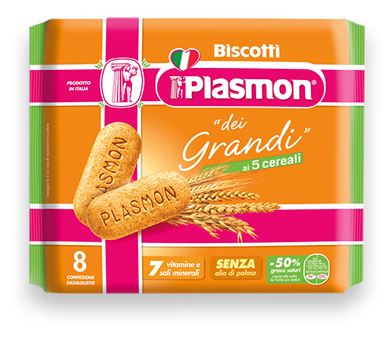 Biscotti
PRODOTTO
IN ITALIA
Plasmon
"dei
Grandi"
ai 5 cereali
PLASMON
PLASMON
8
CONFEZIONI
SALVAGUSTO
7 vitamine e
sali minerali
SENZA
olio di palma
-50%
grassi saturi